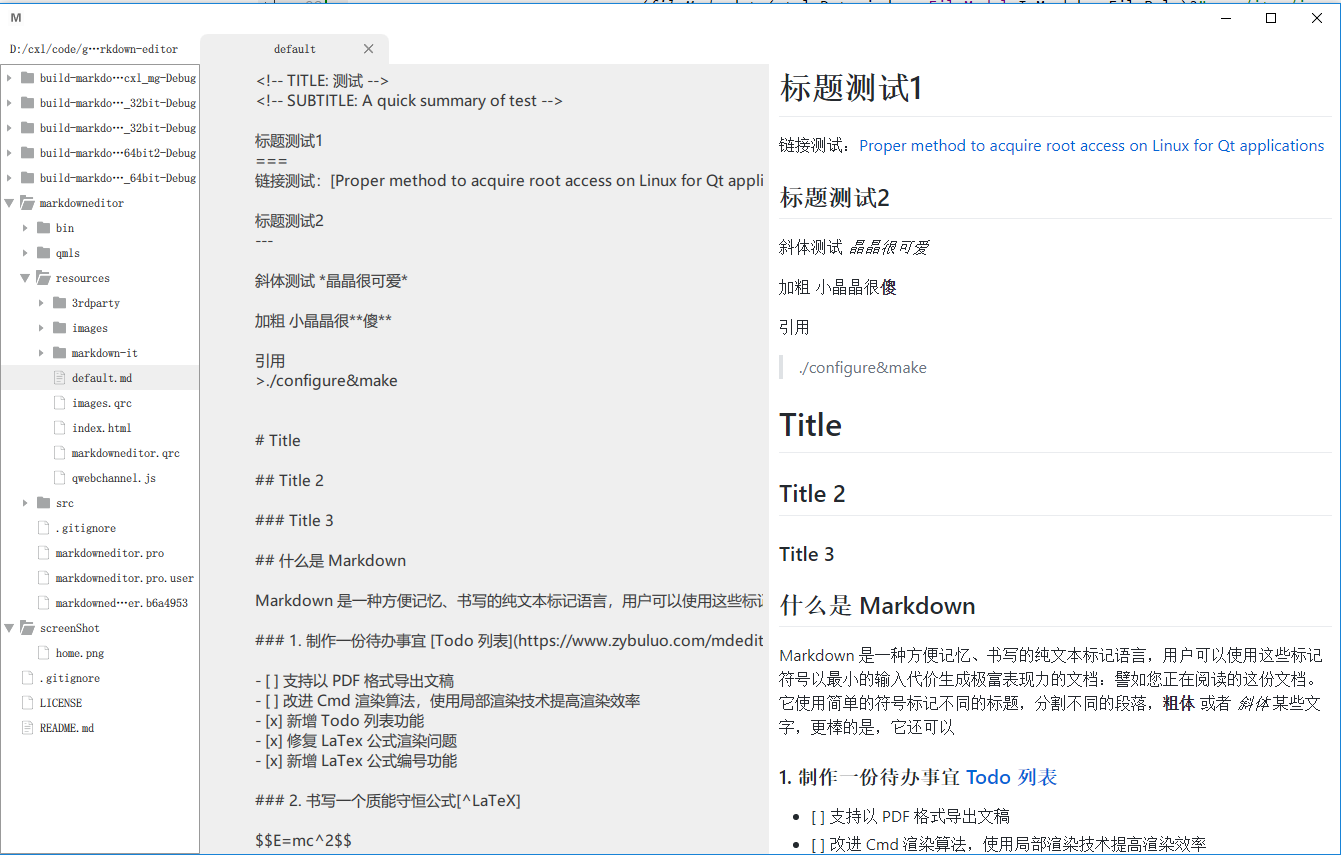 M
D:/cxl/code/g···rkdown-editor
build-markdo···cxl_mg-Debug
build-markdo···_32bit-Debug
build-markdo···_32bit-Debug
build-markdo···64bit2-Debug
build-markdo···_64bit-Debug
markdowneditor
bin
qmls
resources
3rdparty
images
markdown-it
default.md
images.qrc
index.html
markdowneditor.qrc
qwebchannel.js
src
.gitignore
markdowneditor.pro
markdowneditor.pro.user
markdowned···er.b6a4953
screenShot
home.png
.gitignore
LICENSE
README.md
default
<!-- TITLE: 测试 -->
<!-- SUBTITLE: A quick summary of test -->
标题测试1
===
链接测试：[Proper method to acquire root access on Linux for Qt appli
标题测试2
---
斜体测试 *晶晶很可爱*
加粗 小晶晶很**傻**
引用
>./configure&make
# Title
## Title 2
### Title 3
## 什么是 Markdown
Markdown 是一种方便记忆、书写的纯文本标记语言，用户可以使用这些标
### 1. 制作一份待办事宜 [Todo 列表](https://www.zybuluo.com/mdedit
- [ ] 支持以 PDF 格式导出文稿
- [ ] 改进 Cmd 渲染算法，使用局部渲染技术提高渲染效率
- [x] 新增 Todo 列表功能
- [x] 修复 LaTex 公式渲染问题
- [x] 新增 LaTex 公式编号功能
### 2. 书写一个质能守恒公式[^LaTeX]
$$E=mc^2$$
标题测试1
链接测试：Proper method to acquire root access on Linux for Qt applications
标题测试2
斜体测试 晶晶很可爱
加粗 小晶晶很傻
引用
./configure&make
Title
Title 2
Title 3
什么是 Markdown
Markdown 是一种方便记忆、书写的纯文本标记语言，用户可以使用这些标记
符号以最小的输入代价生成极富表现力的文档：譬如您正在阅读的这份文档。
它使用简单的符号标记不同的标题，分割不同的段落，粗体 或者 斜体 某些文
字，更棒的是，它还可以
1. 制作一份待办事宜 Todo 列表
[ ] 支持以 PDF 格式导出文稿
[ ] 改进 Cmd 渲染算法，使用局部渲染技术提高渲染效率